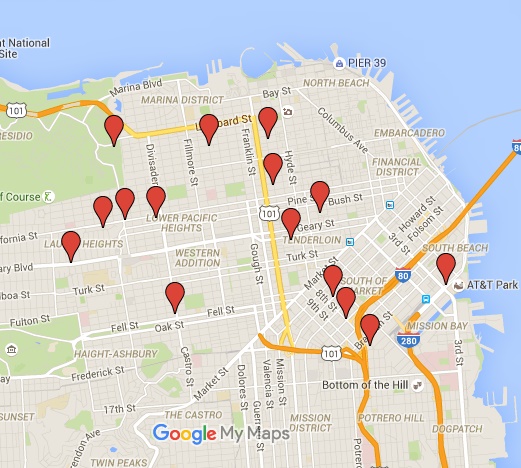 nt National
Site
PIER 39
Marina Blvd
NORTH BEACH
101
MARINA DISTRICT
Bay St
Columbus Ave
Lombard St
RESIDIO
EMBARCADERO
Divisadero
Fillmore St
Franklin St
Hyde St
FINANCIAL
DISTRICT
80
f Course
Pine St
Bush St
Howard St
Folsom St
101
LOWER PACIFIC
HEIGHTS
Geary St
3rd St
fornia St
LAUREL HEIGHTS
TENDERLOIN
SOUTH BEACH
ary Blvd
WESTERN
ADDITION
Gough St
Turk St
Market St
80
boa St
Turk St
8th St
9th St
SOUTH OF
MARKET
AT&T Park
Fulton St
Fell St
MISSION BAY
Fell St
Oak St
280
3rd St
HAIGHT-ASHBURY
101
Castro St
Market St
Frederick St
Dolores St
Valencia St
Mission St
Bottom of the Hill
17th St
THE CASTRO
MISSION
DISTRICT
POTRERO HILL
SUNSET
DOGPATCH
Google My Maps
TWIN PEAKS